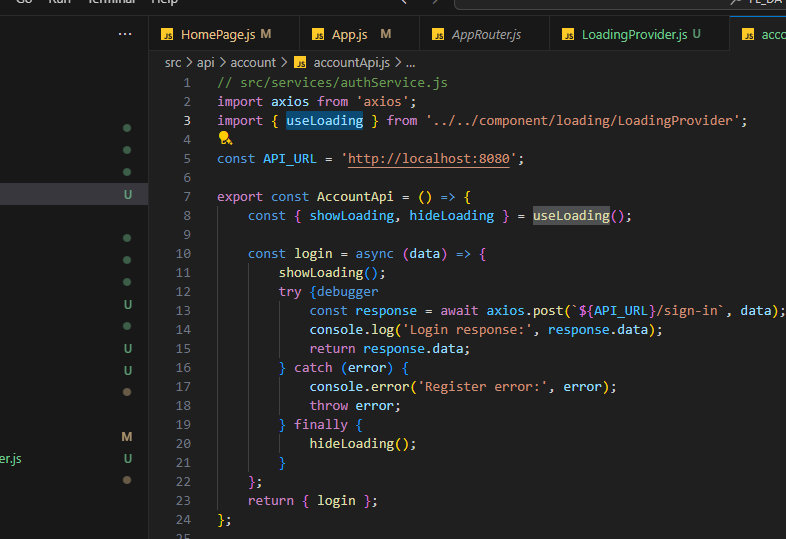 Go Run Terminal Help
JS HomePage.js M JS App.js M JS AppRouter.js JS LoadingProvider.js U JS acco
src > api > account > JS accountApi.js > ...
1 // src/services/authService.js
2 import axios from 'axios';
3 import { useLoading } from '../../component/loading/LoadingProvider';
4
5 const API_URL = 'http://localhost:8080';
6
7 export const AccountApi = () => {
8 const { showLoading, hideLoading } = useLoading();
9
10 const login = async (data) => {
11 showLoading();
12 try {debugger
13 const response = await axios.post(`${API_URL}/sign-in`, data);
14 console.log('Login response:', response.data);
15 return response.data;
16 } catch (error) {
17 console.error('Register error:', error);
18 throw error;
19 } finally {
20 hideLoading();
21 }
22 };
23 return { login };
24 };
25
U
U
U
U
M
er.js U